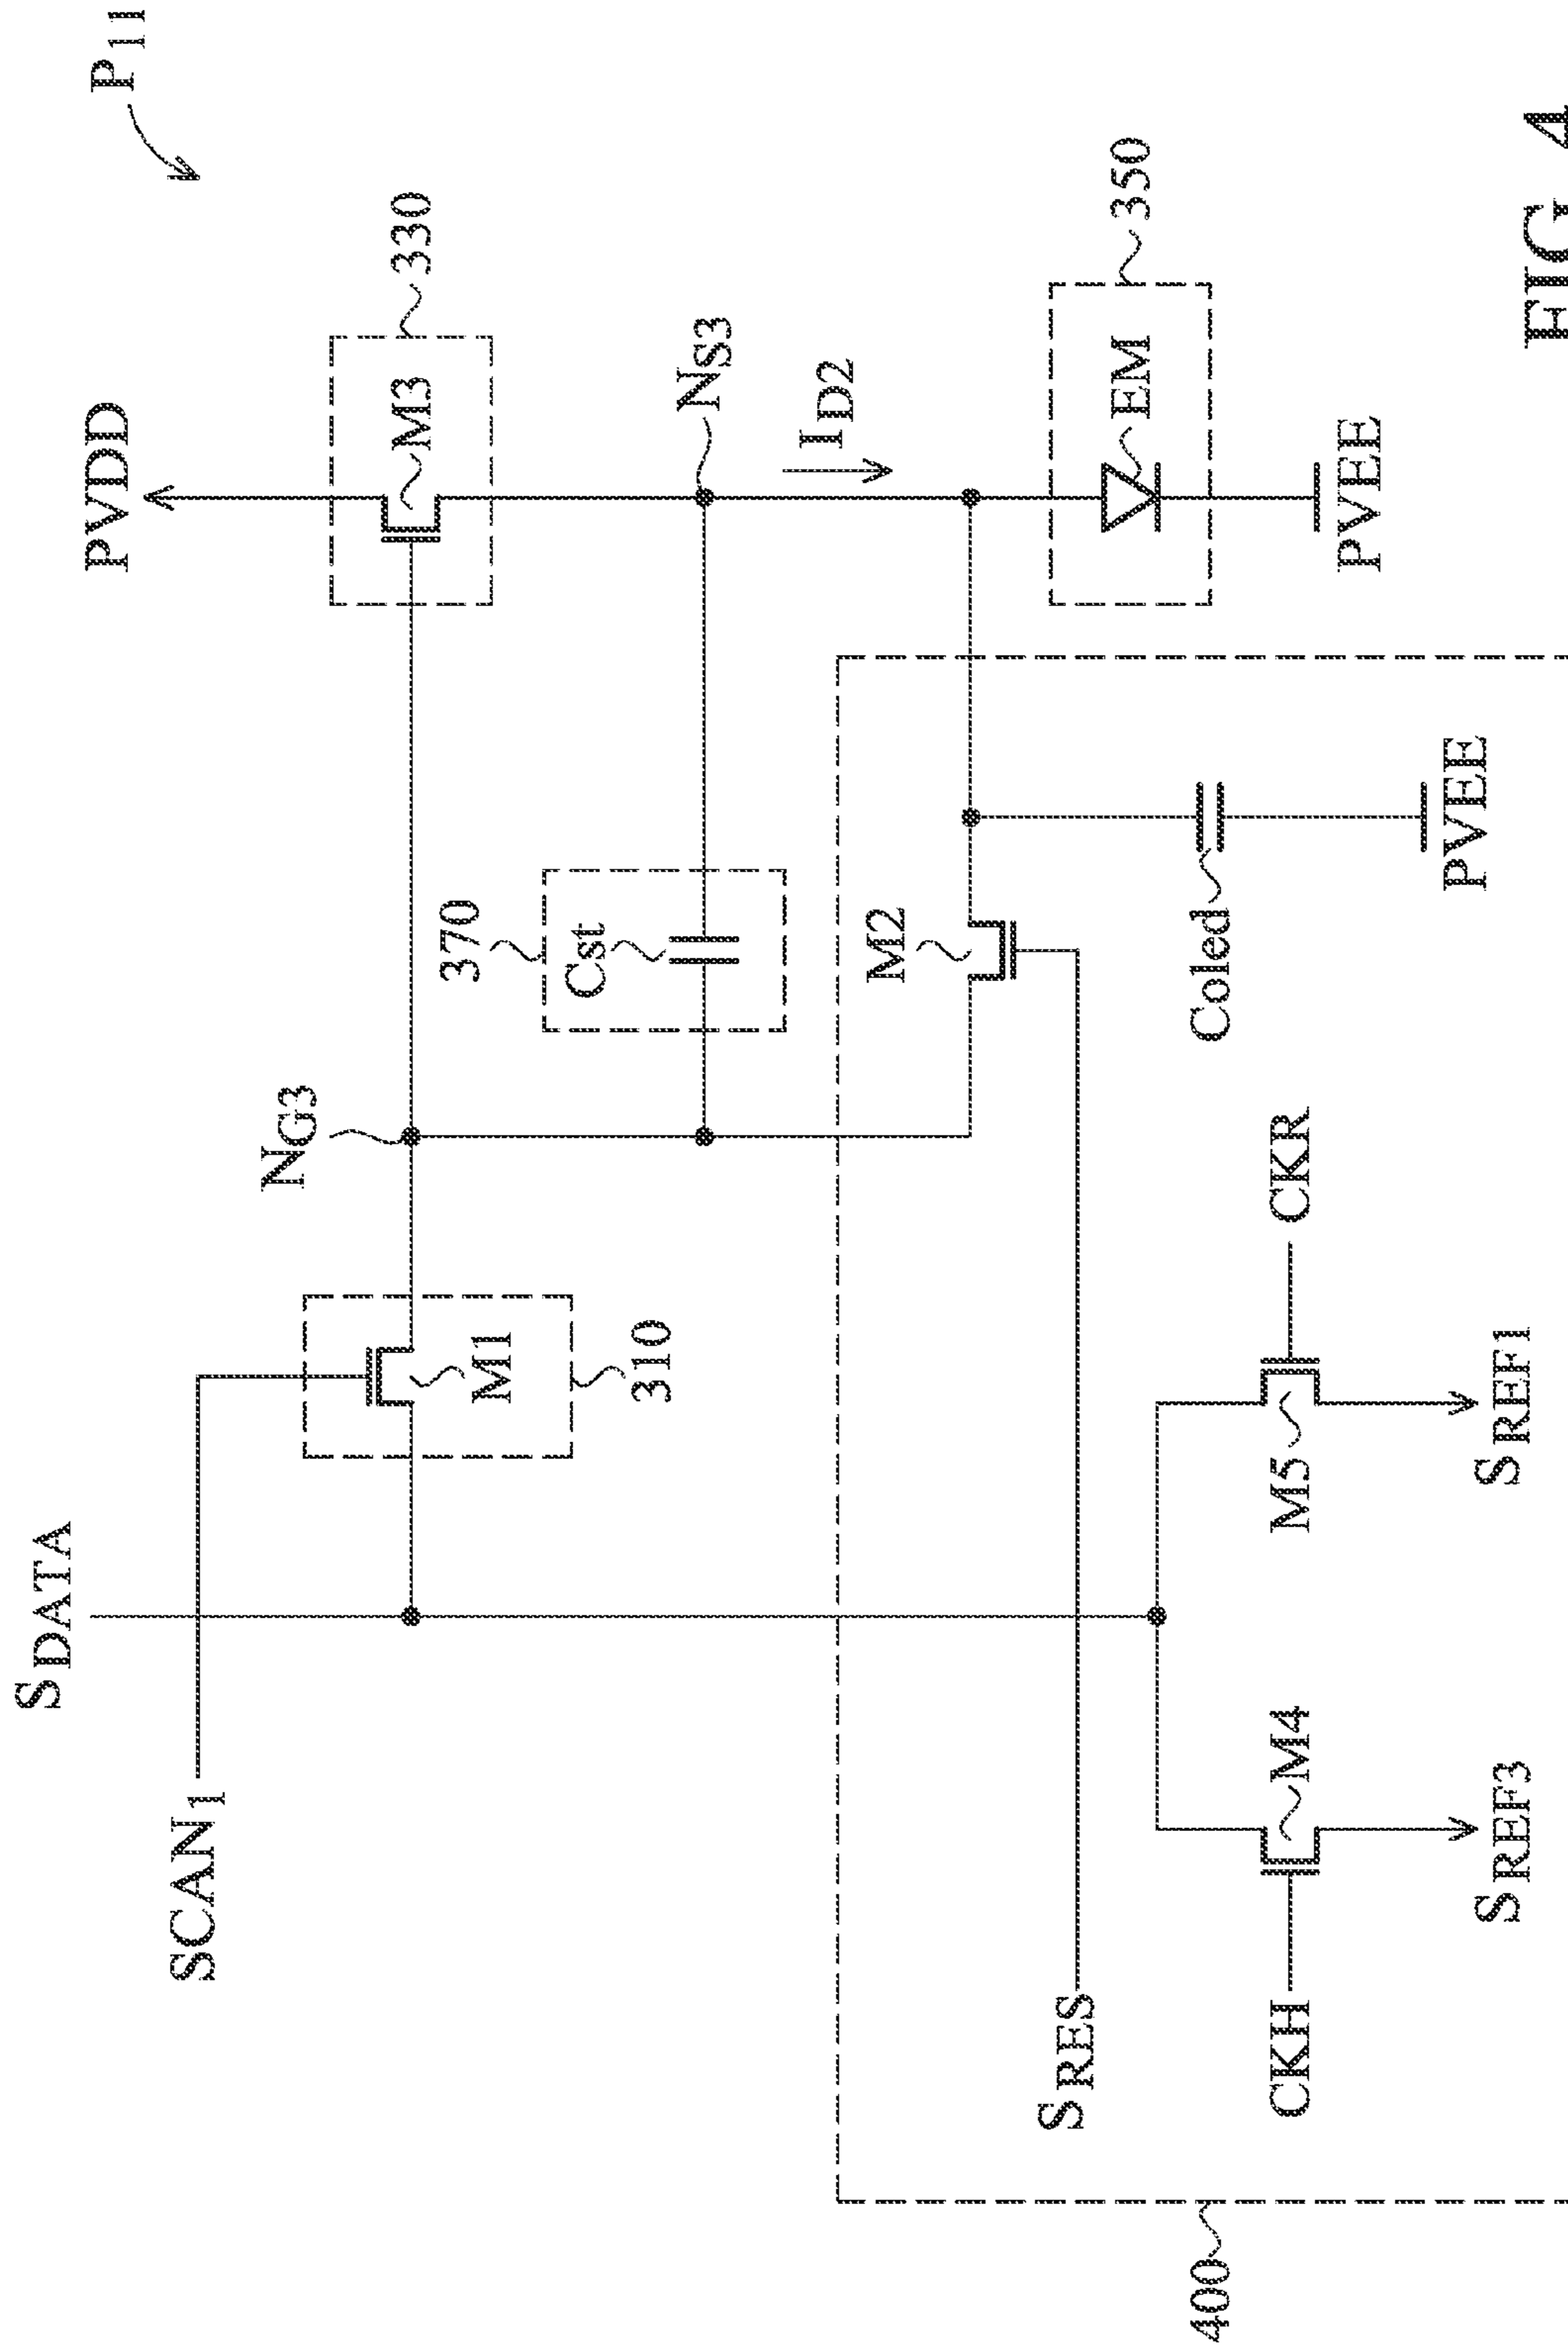 P11
PVDD
330
M3
SDATA
SCAN1
NG3
M1
310
370
Cst
NS3
ID2
EM
350
PVEE
M2
Coled
PVEE
SRES
CKH
M4
SREF3
M5
CKR
SREF1
400
FIG. 4